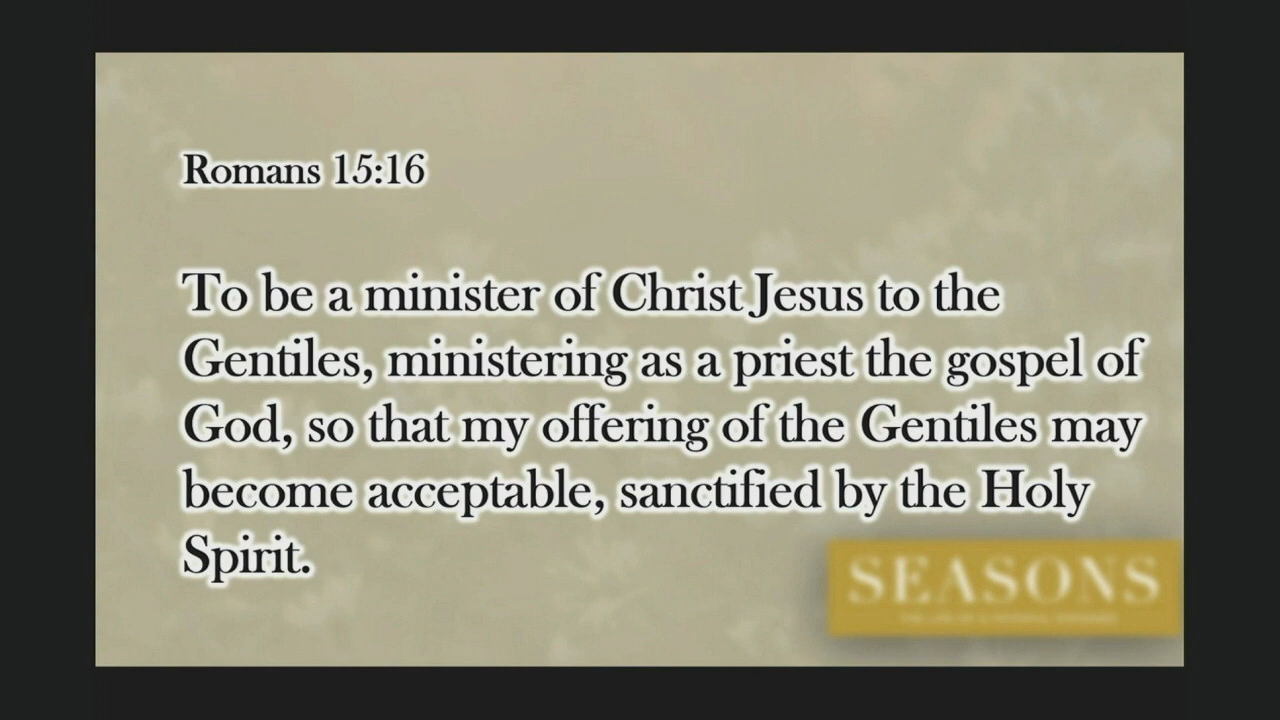 Romans 15:16
To be a minister of Christ Jesus to the
Gentiles, ministering as a priest the gospel of
God, so that my offering of the Gentiles may
become acceptable, sanctified by the Holy
Spirit.
SEASONS